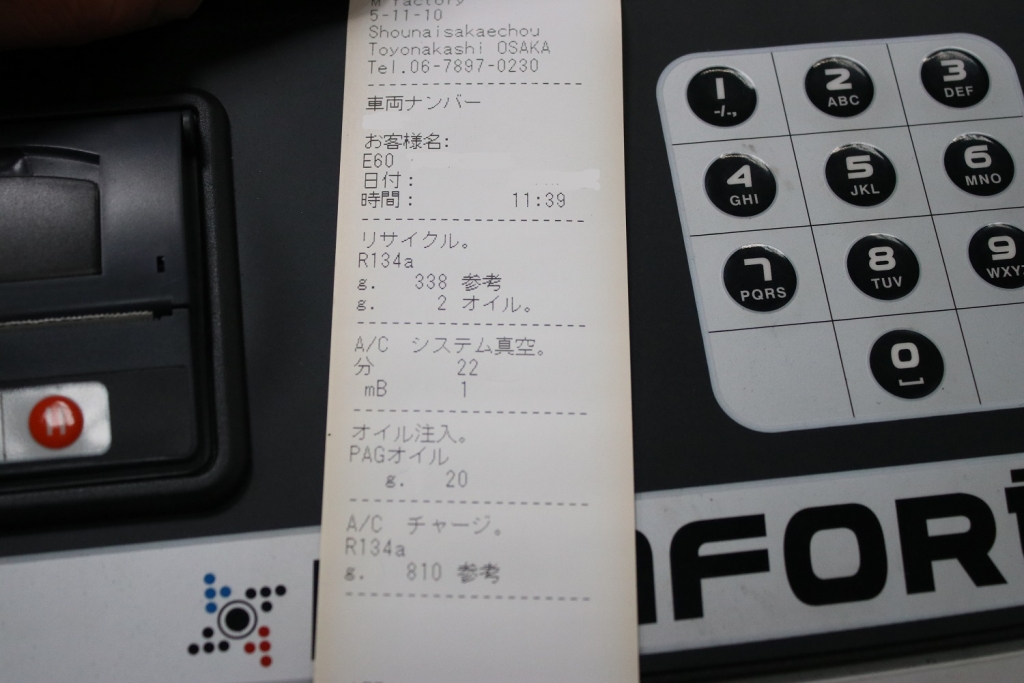 M factory
5-11-10
Shounaisakaechou
Toyonakashi OSAKA
Tel.06-7897-0230
車両ナンバー
お客様名:
E60
日付:
時間: 11:39
リサイクル。
R134a
g. 338 参考
g. 2 オイル。
A/C システム真空。
分 22
mB 1
オイル注入。
PAGオイル
g. 20
A/C チャージ。
R134a
g. 810 参考
1 -/.,
2 ABC
3 DEF
4 GHI
5 JKL
6 MNO
7 PQRS
8 TUV
9 WXY
0
NFOR